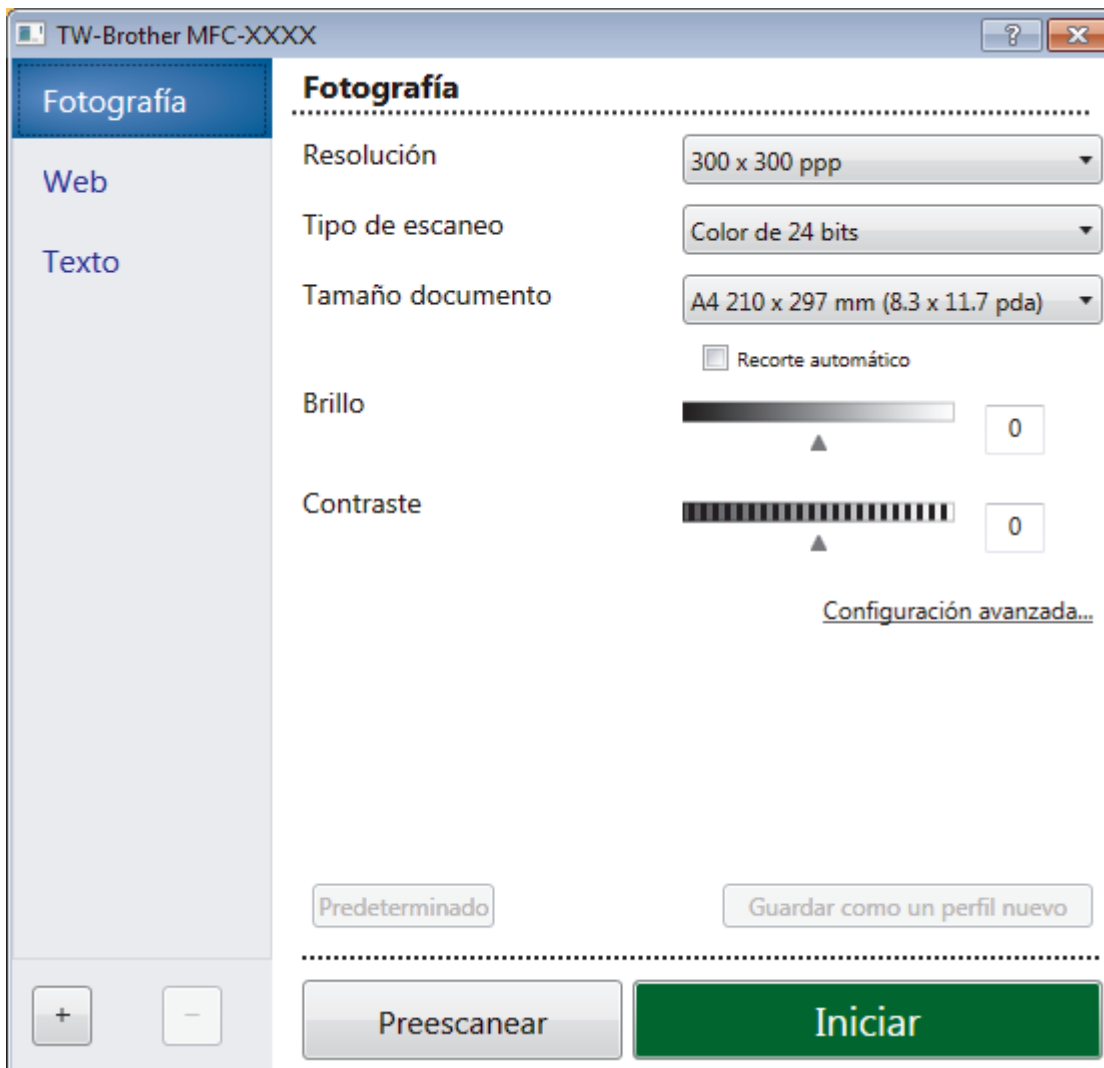 TW-Brother MFC-XXXX
?
Fotografía
Web
Texto
Fotografía
Resolución
300 x 300 ppp
Tipo de escaneo
Color de 24 bits
Tamaño documento
A4 210 x 297 mm (8.3 x 11.7 pda)
Recorte automático
Brillo
0
Contraste
0
Configuración avanzada...
Predeterminado
Guardar como un perfil nuevo
+
−
Preescanear
Iniciar